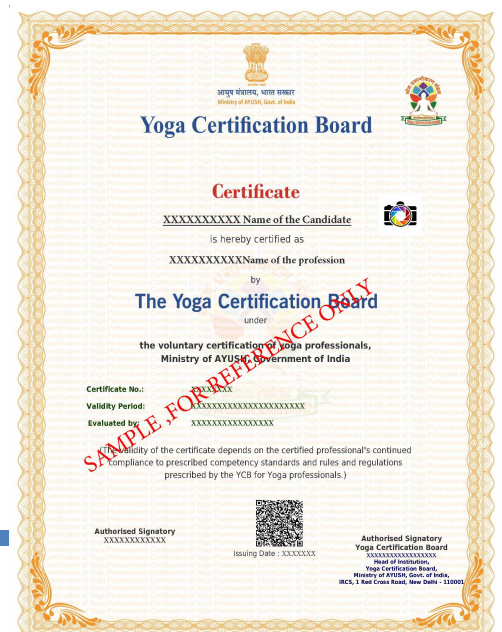 आयुष मंत्रालय, भारत सरकार
Ministry of AYUSH, Govt. of India
Yoga Certification Board
Certificate
XXXXXXXXXX Name of the Candidate
is hereby certified as
XXXXXXXXXXName of the profession
by
The Yoga Certification Board
under
the voluntary certification of yoga professionals,
Ministry of AYUSH, Government of India
Certificate No.: XXXXXXXX
Validity Period: XXXXXXXXXXXXXXXXXXXXXX
Evaluated by: XXXXXXXXXXXXXXXX
SAMPLE ,FOR REFERENCE ONLY
(The validity of the certificate depends on the certified professional's continued
compliance to prescribed competency standards and rules and regulations
prescribed by the YCB for Yoga professionals.)
Authorised Signatory
XXXXXXXXXXXX
Issuing Date : XXXXXXX
Authorised Signatory
Yoga Certification Board
XXXXXXXXXXXXXXXXX
Head of Institution,
Yoga Certification Board,
Ministry of AYUSH, Govt. of India,
IRCS, 1 Red Cross Road, New Delhi - 110001